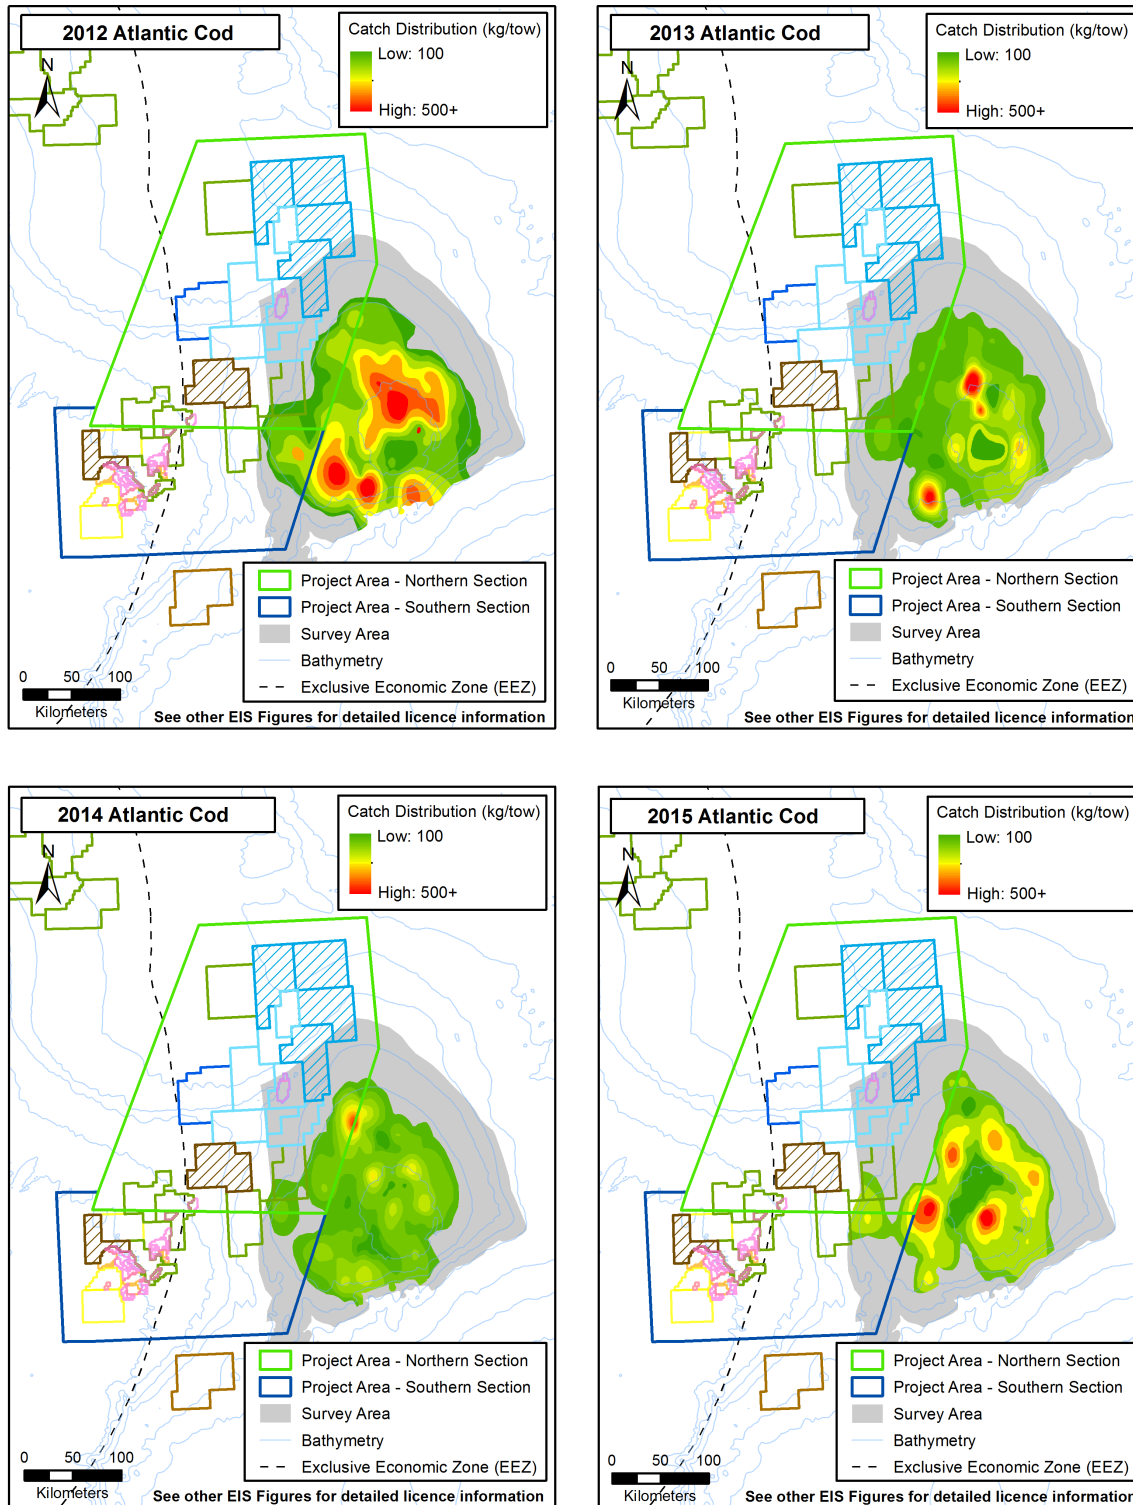 2012 Atlantic Cod
Catch Distribution (kg/tow)
Low: 100
High: 500+
N
Project Area - Northern Section
Project Area - Southern Section
Survey Area
Bathymetry
Exclusive Economic Zone (EEZ)
0 50 100
Kilometers
See other EIS Figures for detailed licence information
2013 Atlantic Cod
Catch Distribution (kg/tow)
Low: 100
High: 500+
N
Project Area - Northern Section
Project Area - Southern Section
Survey Area
Bathymetry
Exclusive Economic Zone (EEZ)
0 50 100
Kilometers
See other EIS Figures for detailed licence information
2014 Atlantic Cod
Catch Distribution (kg/tow)
Low: 100
High: 500+
N
Project Area - Northern Section
Project Area - Southern Section
Survey Area
Bathymetry
Exclusive Economic Zone (EEZ)
0 50 100
Kilometers
See other EIS Figures for detailed licence information
2015 Atlantic Cod
Catch Distribution (kg/tow)
Low: 100
High: 500+
N
Project Area - Northern Section
Project Area - Southern Section
Survey Area
Bathymetry
Exclusive Economic Zone (EEZ)
0 50 100
Kilometers
See other EIS Figures for detailed licence information